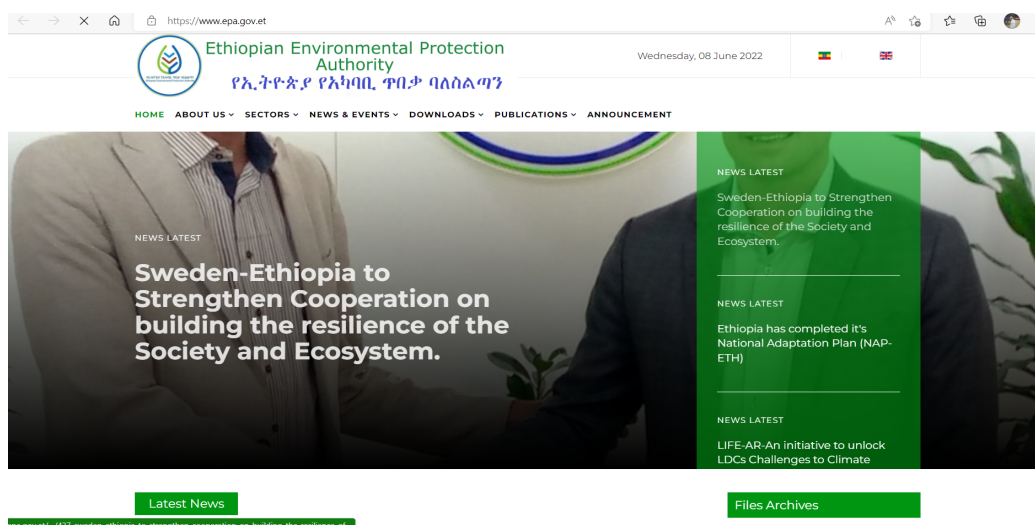 https://www.epa.gov.et
Ethiopian Environmental Protection
Authority
የኢትዮጵያ የአካባቢ ጥበቃ ባለስልጣን
Wednesday, 08 June 2022
HOME ABOUT US SECTORS NEWS & EVENTS DOWNLOADS PUBLICATIONS ANNOUNCEMENT
NEWS LATEST
Sweden-Ethiopia to
Strengthen Cooperation on
building the resilience of the
Society and Ecosystem.
NEWS LATEST
Sweden-Ethiopia to Strengthen
Cooperation on building the
resilience of the Society and
Ecosystem.
NEWS LATEST
Ethiopia has completed it's
National Adaptation Plan (NAP-
ETH)
NEWS LATEST
LIFE-AR-An initiative to unlock
LDCs Challenges to Climate
Latest News
Files Archives